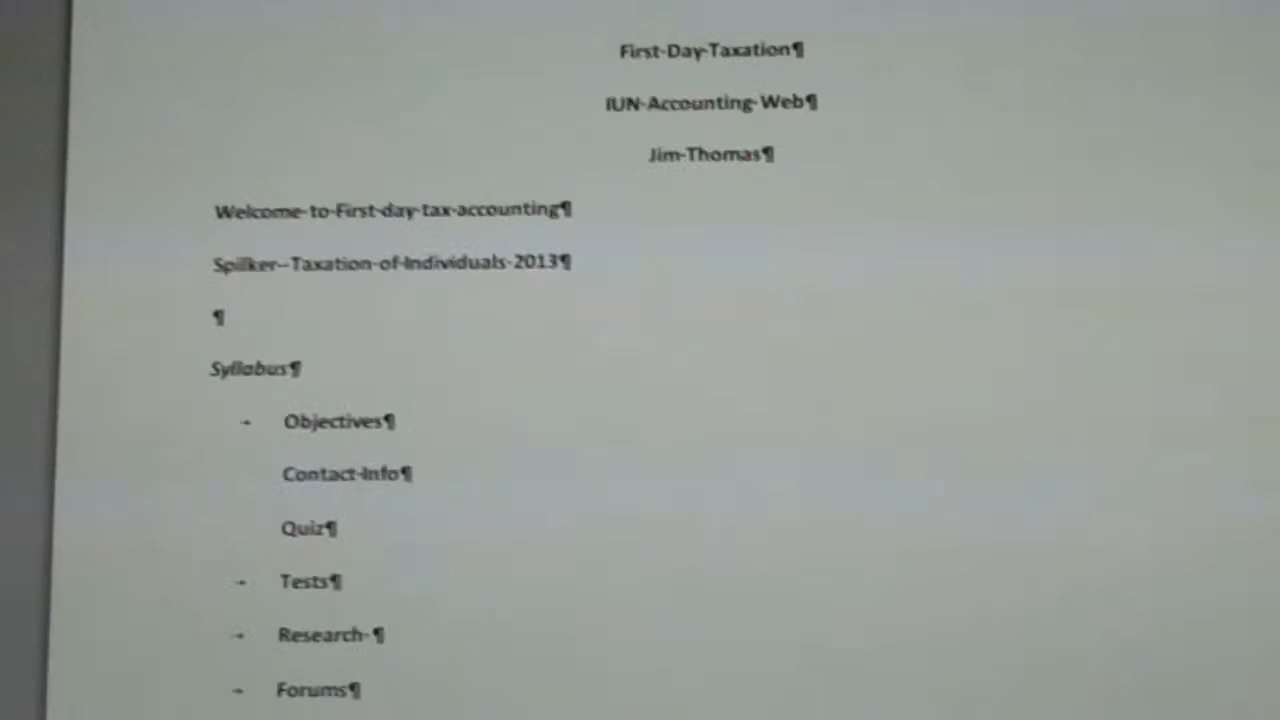 First Day Taxation¶
IUN Accounting Web¶
Jim Thomas¶
Welcome to First day tax accounting¶
Spilker--Taxation of Individuals 2013¶
¶
Syllabus¶
→ Objectives¶
Contact Info¶
Quiz¶
→ Tests¶
→ Research ¶
→ Forums¶